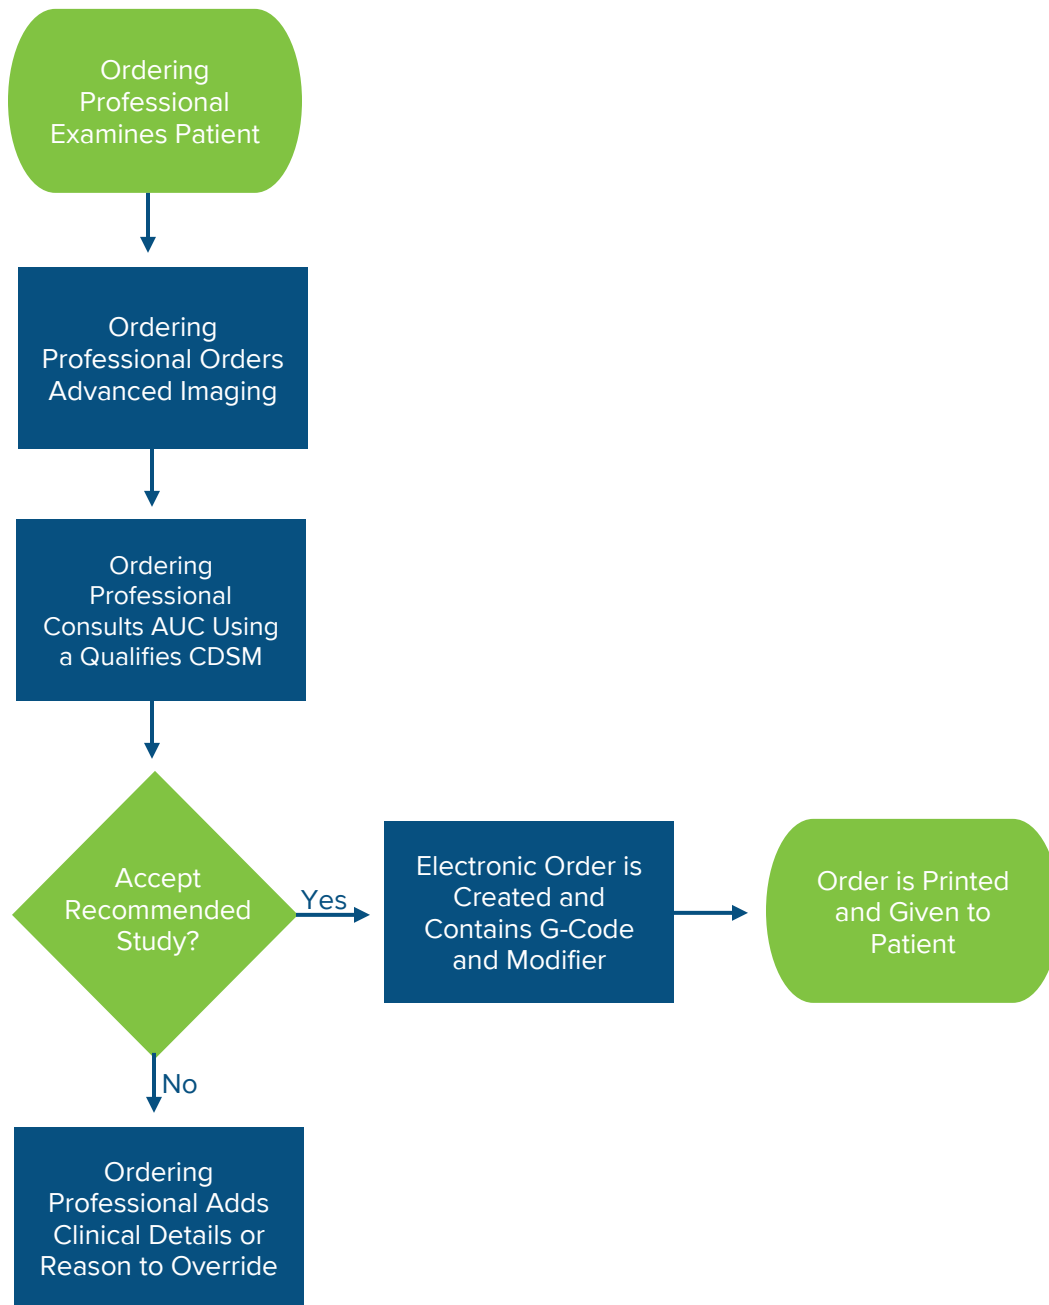 Ordering
Professional
Examines Patient
Ordering
Professional Orders
Advanced Imaging
Ordering
Professional
Consults AUC Using
a Qualifies CDSM
Accept
Recommended
Study?
Yes
Electronic Order is
Created and
Contains G-Code
and Modifier
Order is Printed
and Given to
Patient
No
Ordering
Professional Adds
Clinical Details or
Reason to Override